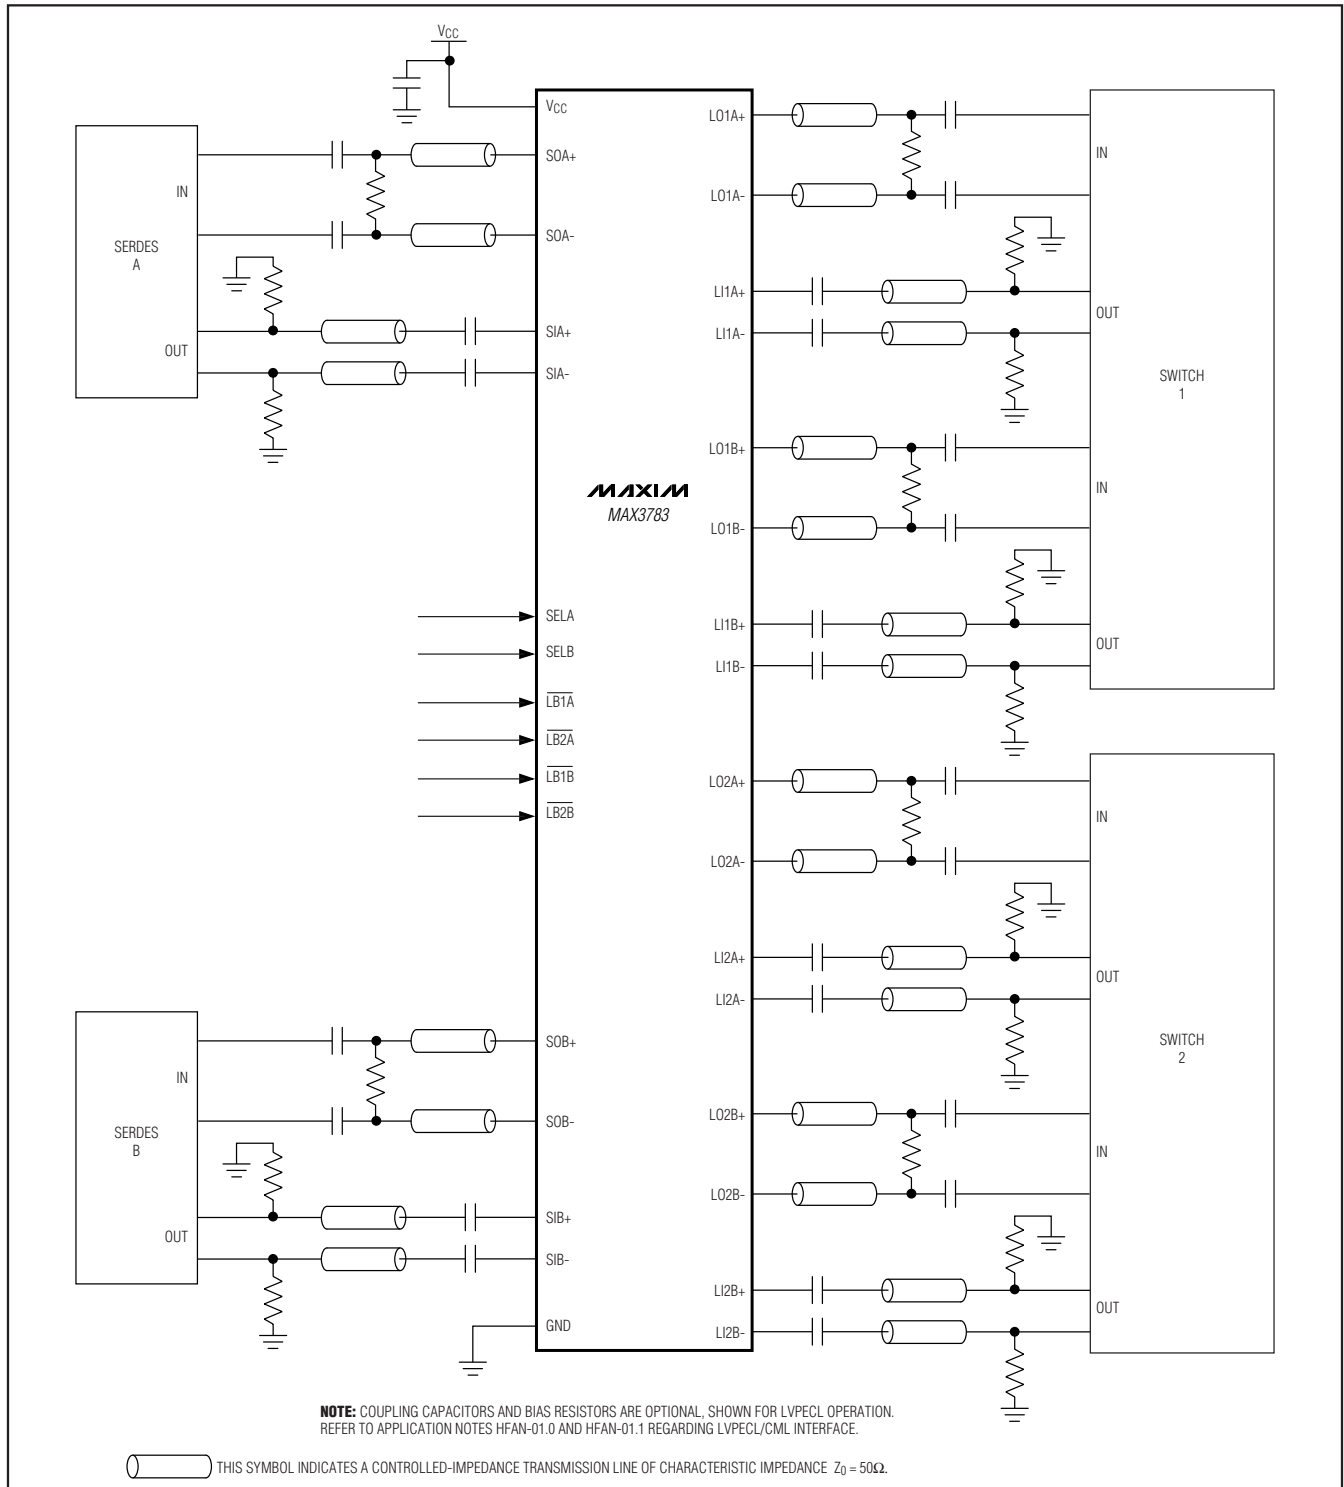 VCC
VCC
SOA+
IN
SOA-
SERDES
A
SIA+
OUT
SIA-
LO1A+
IN
LO1A-
LI1A+
OUT
LI1A-
SWITCH
1
LO1B+
IN
LO1B-
LI1B+
OUT
LI1B-
MAXIM
MAX3783
SELA
SELB
LB1A
LB2A
LB1B
LB2B
LO2A+
IN
LO2A-
LI2A+
OUT
LI2A-
SWITCH
2
LO2B+
IN
LO2B-
LI2B+
OUT
LI2B-
SOB+
IN
SOB-
SERDES
B
SIB+
OUT
SIB-
GND
NOTE: COUPLING CAPACITORS AND BIAS RESISTORS ARE OPTIONAL, SHOWN FOR LVPECL OPERATION.
REFER TO APPLICATION NOTES HFAN-01.0 AND HFAN-01.1 REGARDING LVPECL/CML INTERFACE.
THIS SYMBOL INDICATES A CONTROLLED-IMPEDANCE TRANSMISSION LINE OF CHARACTERISTIC IMPEDANCE Z0 = 50Ω.